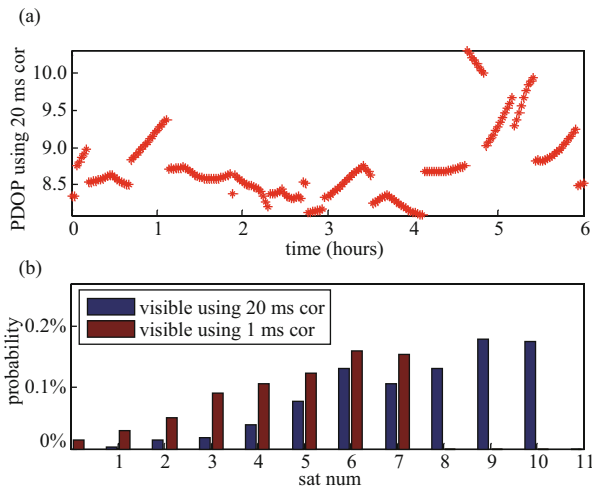 (a)
PDOP using 20 ms cor
10.0
9.5
9.0
8.5
0 1 2 3 4 5 6
time (hours)
(b)
probability
visible using 20 ms cor
visible using 1 ms cor
0.2%
0.1%
0%
1 2 3 4 5 6 7 8 9 10 11
sat num